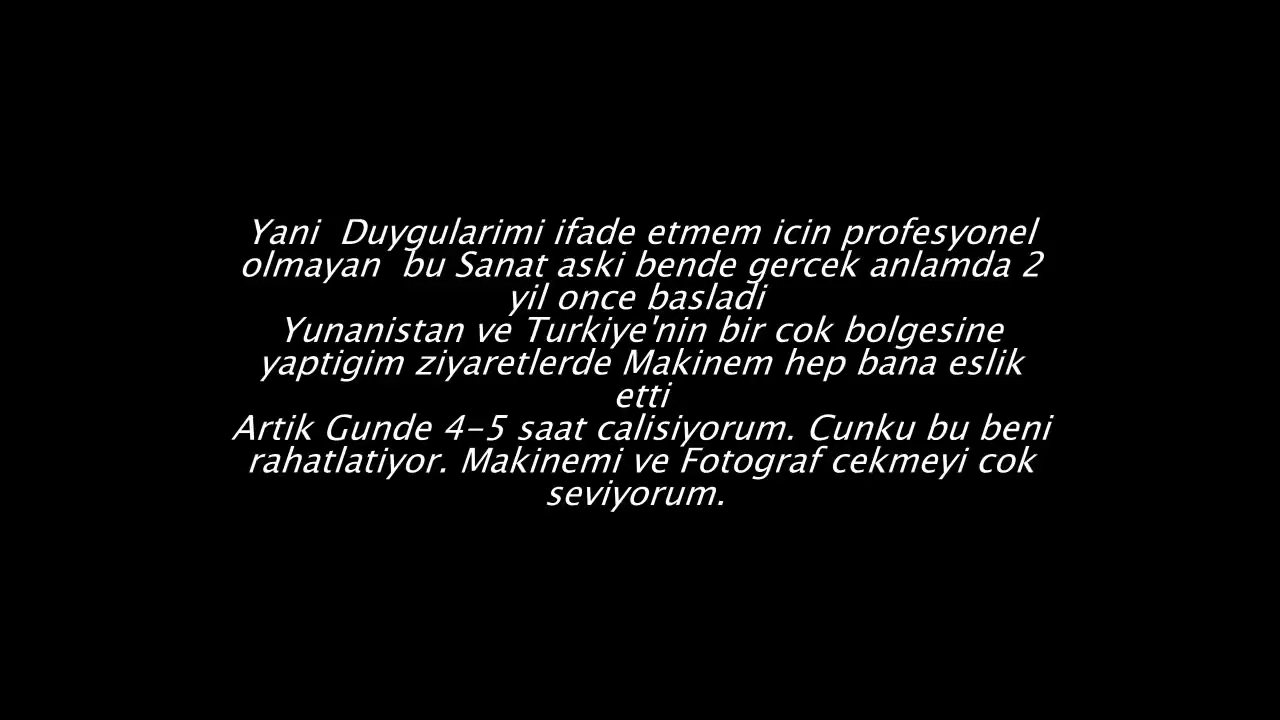 Yani  Duygularimi ifade etmem icin profesyonel
olmayan  bu Sanat aski bende gercek anlamda 2
yil once basladi
Yunanistan ve Turkiye'nin bir cok bolgesine
yaptigim ziyaretlerde Makinem hep bana eslik
etti
Artik Gunde 4-5 saat calisiyorum. Cunku bu beni
rahatlatiyor. Makinemi ve Fotograf cekmeyi cok
seviyorum.